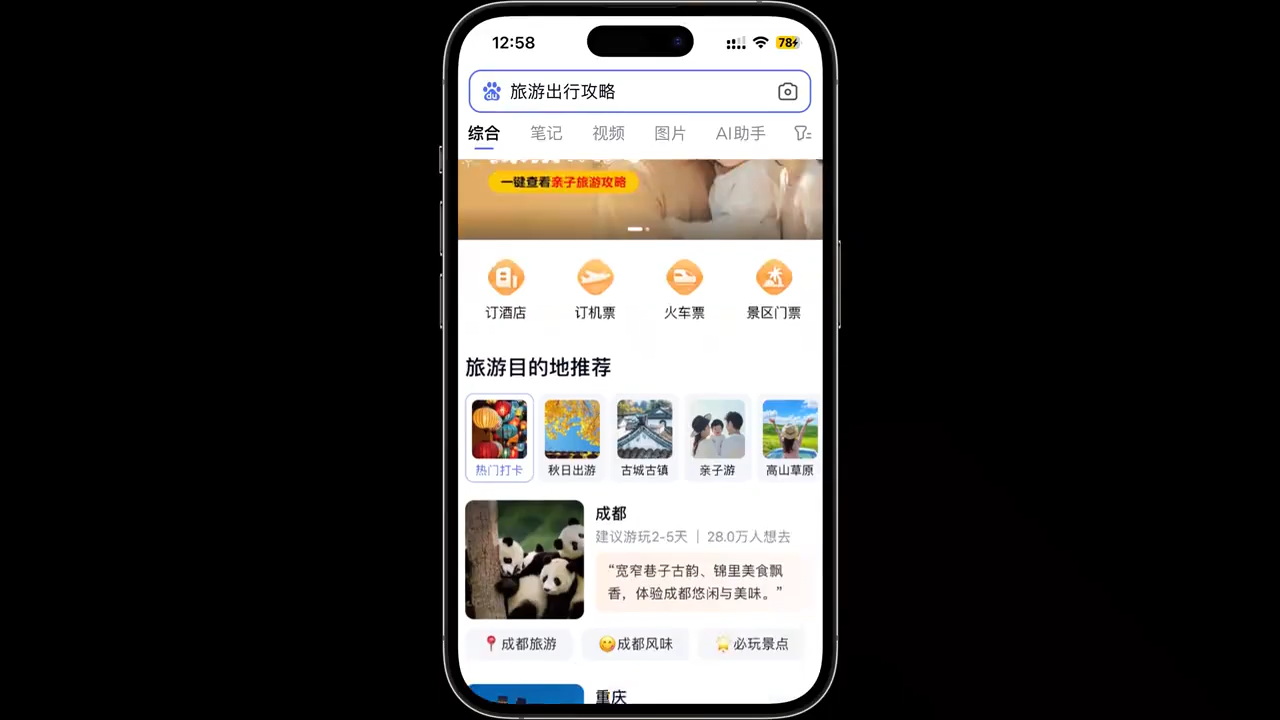 12:58
78
du
旅游出行攻略
综合 笔记 视频 图片 AI助手
一键查看亲子旅游攻略
订酒店 订机票 火车票 景区门票
旅游目的地推荐
热门打卡 秋日出游 古城古镇 亲子游 高山草原
成都
建议游玩2-5天 | 28.0万人想去
“宽窄巷子古韵、锦里美食飘
香，体验成都悠闲与美味。”
📍成都旅游 😋成都风味 🌟必玩景点
重庆